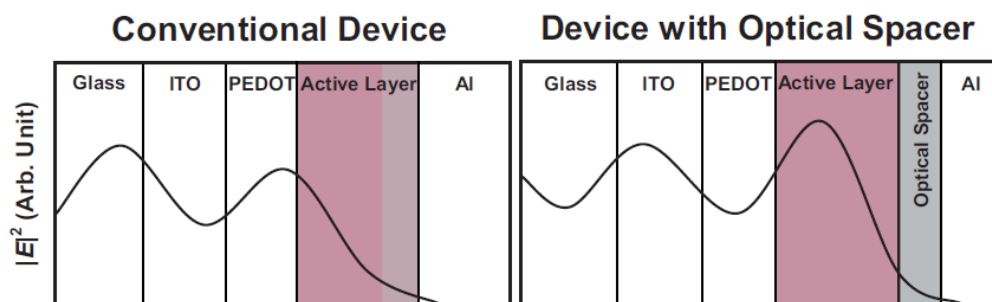 Conventional Device
Device with Optical Spacer
Glass ITO PEDOT Active Layer Al
Glass ITO PEDOT Active Layer Optical Spacer Al
|E|² (Arb. Unit)